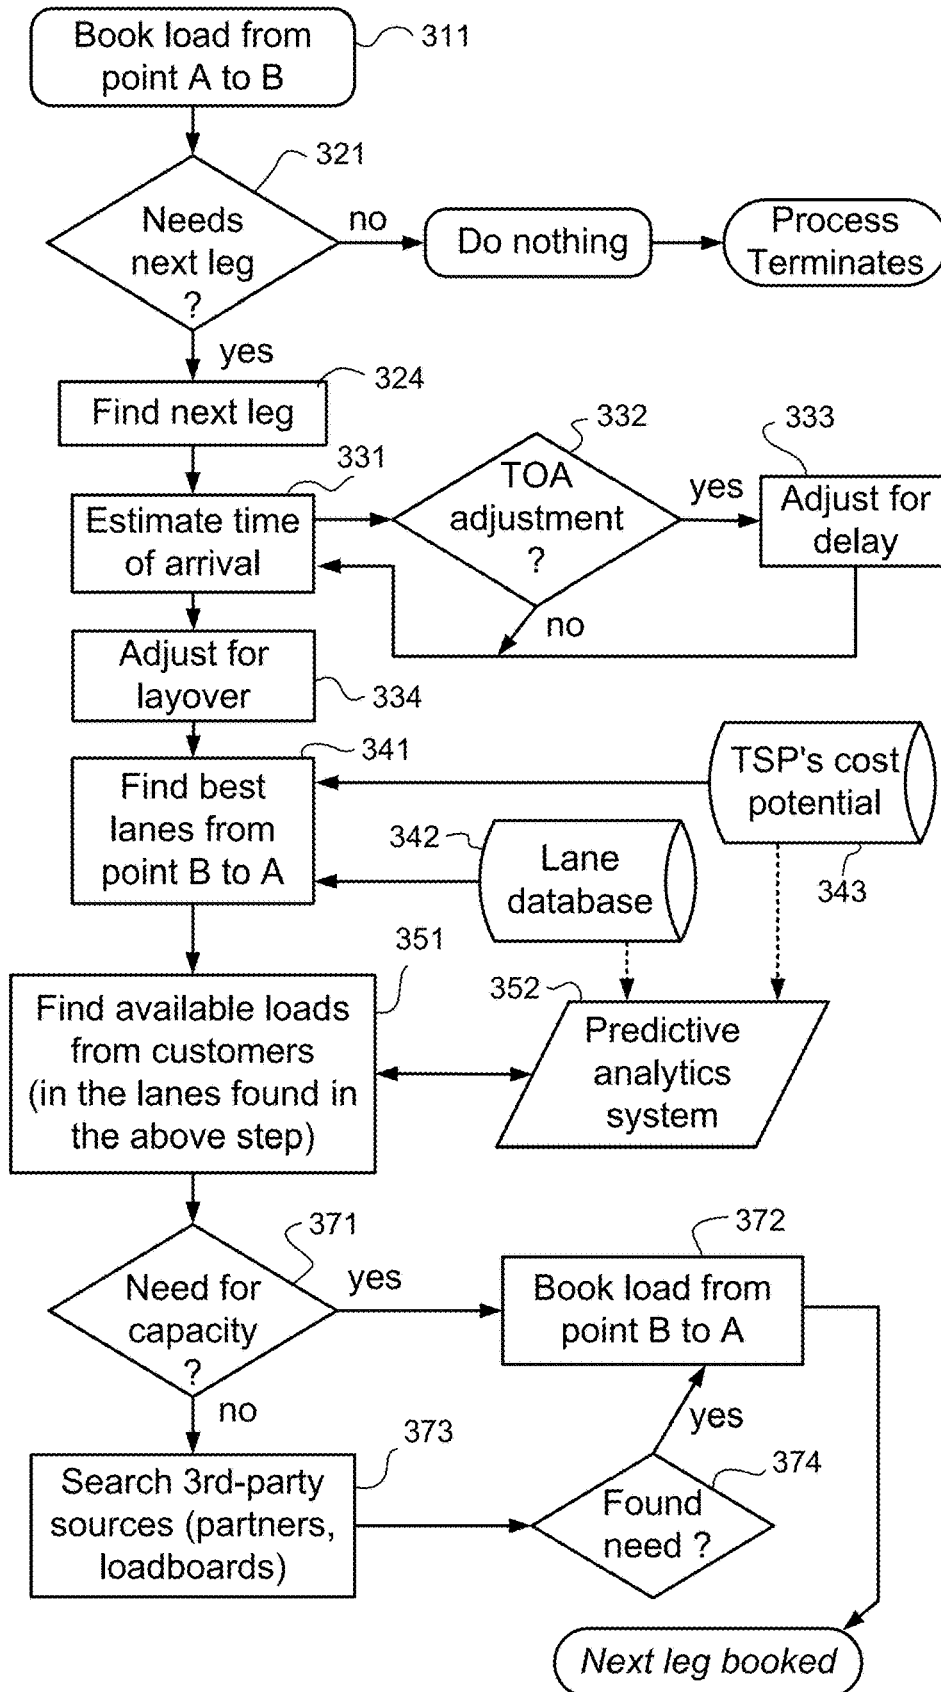 Book load from
point A to B
311
321
Needs
next leg
?
no
Do nothing
Process
Terminates
yes
324
Find next leg
331
Estimate time
of arrival
332
TOA
adjustment
?
yes
333
Adjust for
delay
no
Adjust for
layover
334
341
Find best
lanes from
point B to A
TSP's cost
potential
343
342
Lane
database
351
Find available loads
from customers
(in the lanes found in
the above step)
352
Predictive
analytics
system
371
Need for
capacity
?
yes
372
Book load from
point B to A
no
373
Search 3rd-party
sources (partners,
loadboards)
yes
374
Found
need ?
Next leg booked